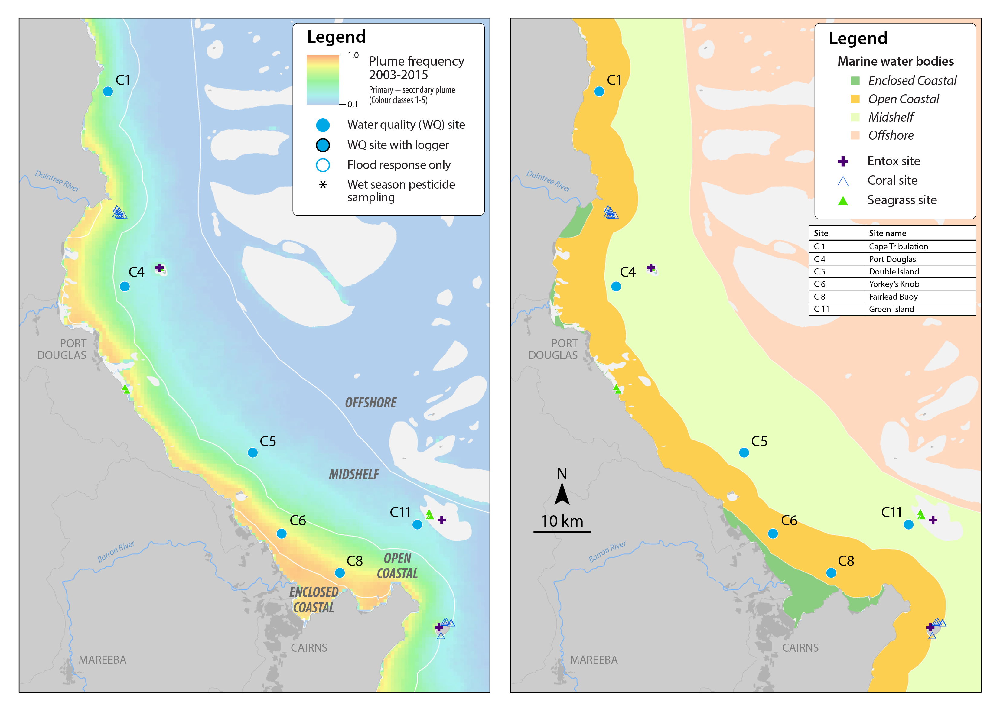 Legend
1.0
0.1
Plume frequency
2003-2015
Primary + secondary plume
(Colour classes 1-5)
Water quality (WQ) site
WQ site with logger
Flood response only
* Wet season pesticide
sampling
C1
Daintree River
C4
PORT
DOUGLAS
OFFSHORE
C5
MIDSHELF
C11
C6
Barron River
OPEN
COASTAL
C8
ENCLOSED
COASTAL
CAIRNS
MAREEBA
Legend
Marine water bodies
Enclosed Coastal
Open Coastal
Midshelf
Offshore
Entox site
Coral site
Seagrass site
Site Site name
C 1 Cape Tribulation
C 4 Port Douglas
C 5 Double Island
C 6 Yorkey's Knob
C 8 Fairlead Buoy
C 11 Green Island
C1
Daintree River
C4
PORT
DOUGLAS
C5
N
10 km
C11
C6
Barron River
C8
CAIRNS
MAREEBA